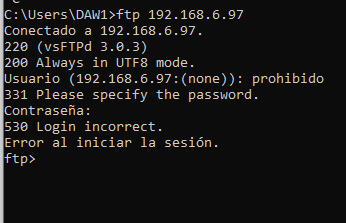 C:\Users\DAW1>ftp 192.168.6.97
Conectado a 192.168.6.97.
220 (vsFTPd 3.0.3)
200 Always in UTF8 mode.
Usuario (192.168.6.97:(none)): prohibido
331 Please specify the password.
Contraseña:
530 Login incorrect.
Error al iniciar la sesión.
ftp>